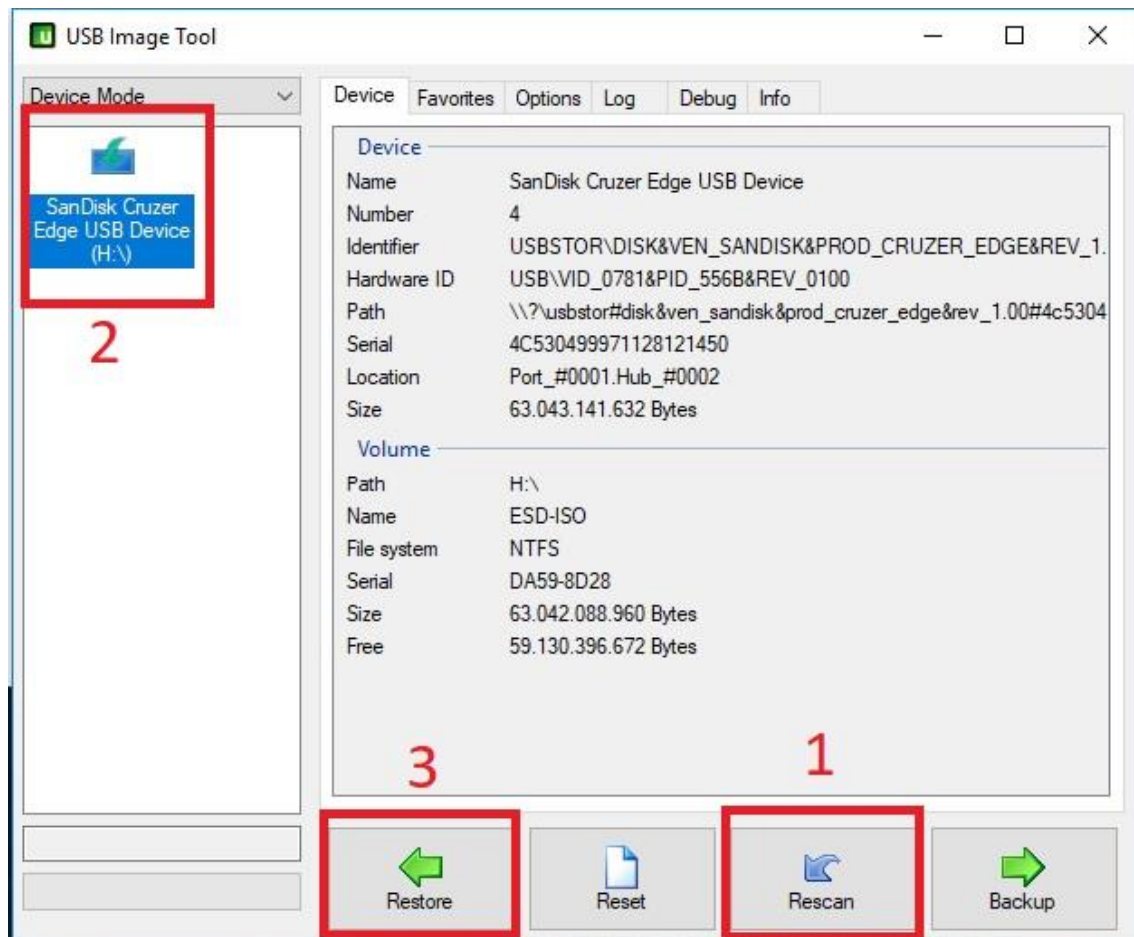 USB Image Tool
Device Mode
Device Favorites Options Log Debug Info
SanDisk Cruzer
Edge USB Device
(H:\)
2
Device
Name SanDisk Cruzer Edge USB Device
Number 4
Identifier USBSTOR\DISK&VEN_SANDISK&PROD_CRUZER_EDGE&REV_1.
Hardware ID USB\VID_0781&PID_556B&REV_0100
Path \\?\usbstor#disk&ven_sandisk&prod_cruzer_edge&rev_1.00#4c5304
Serial 4C530499971128121450
Location Port_#0001.Hub_#0002
Size 63.043.141.632 Bytes
Volume
Path H:\
Name ESD-ISO
File system NTFS
Serial DA59-8D28
Size 63.042.088.960 Bytes
Free 59.130.396.672 Bytes
3 1
Restore Reset Rescan Backup